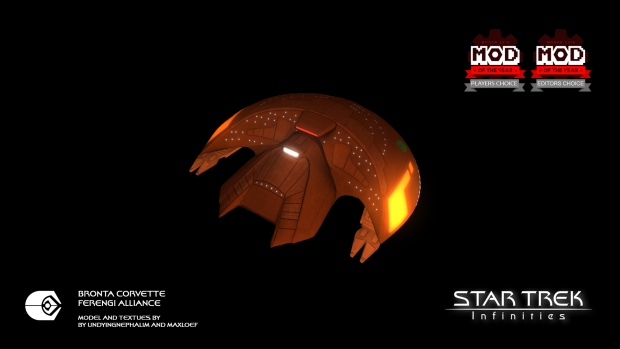 MOD
OF THE YEAR
PLAYERS CHOICE
MOD
OF THE YEAR
EDITORS CHOICE
BRONTA CORVETTE
FERENGI ALLIANCE
MODEL AND TEXTUES BY
BY UNDYINGNEPHALIM AND MAXLOEF
STAR TREK
Infinities